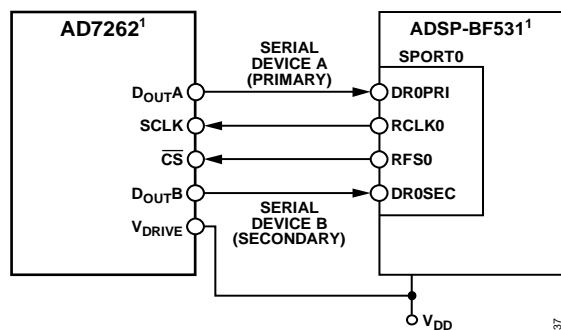 AD7262¹
ADSP-BF531¹
SERIAL
DEVICE A
(PRIMARY)
SPORT0
DOUTA
DR0PRI
SCLK
RCLK0
CS
RFS0
DOUTB
DR0SEC
SERIAL
DEVICE B
(SECONDARY)
VDRIVE
VDD
37